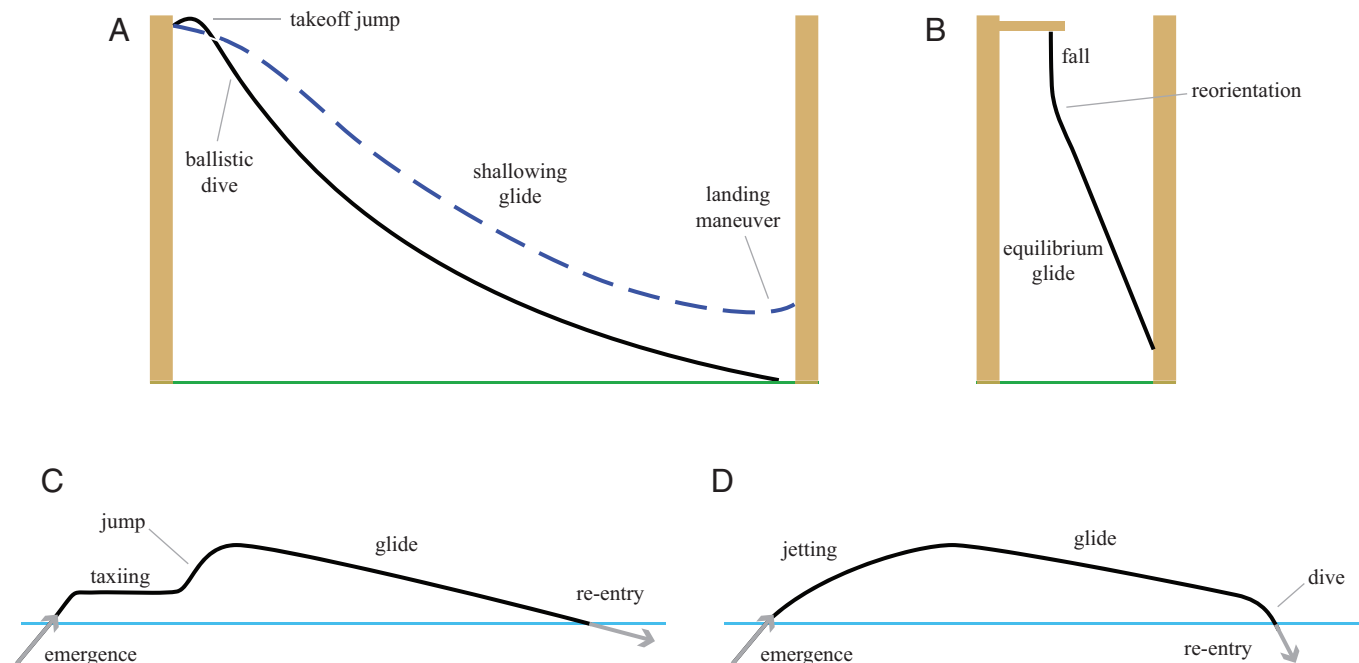 A
takeoff jump
ballistic
dive
shallowing
glide
landing
maneuver
B
fall
reorientation
equilibrium
glide
C
jump
taxiing
glide
re-entry
emergence
D
jetting
glide
dive
re-entry
emergence